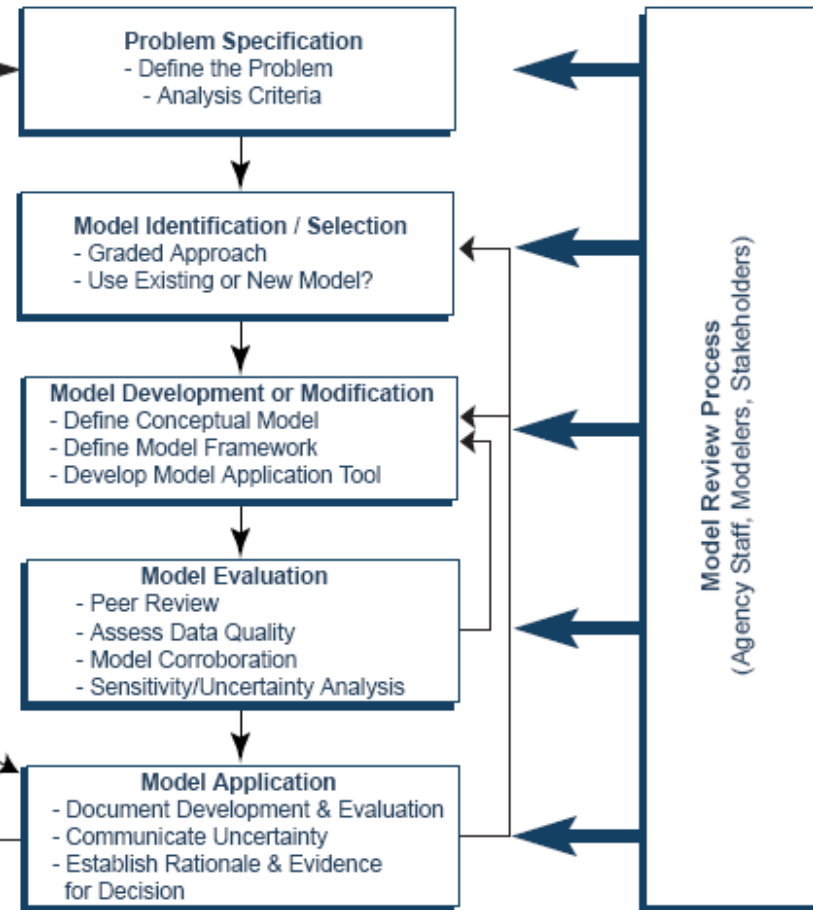 Problem Specification
- Define the Problem
- Analysis Criteria
Model Identification / Selection
- Graded Approach
- Use Existing or New Model?
Model Development or Modification
- Define Conceptual Model
- Define Model Framework
- Develop Model Application Tool
Model Evaluation
- Peer Review
- Assess Data Quality
- Model Corroboration
- Sensitivity/Uncertainty Analysis
Model Application
- Document Development & Evaluation
- Communicate Uncertainty
- Establish Rationale & Evidence
for Decision
Model Review Process
(Agency Staff, Modelers, Stakeholders)